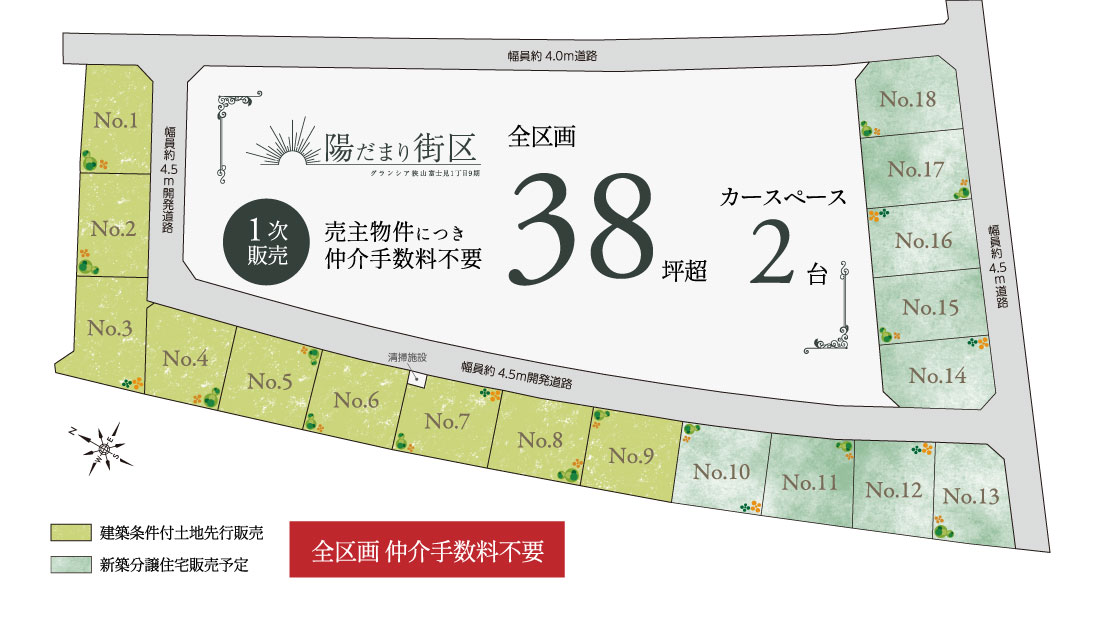 幅員約 4.0m道路
陽だまり街区
グランシア狭山富士見1丁目9期
1次
販売
売主物件につき
仲介手数料不要
全区画
38
坪超
カースペース
2台
幅員約4.5m開発道路
幅員約4.5m道路
清掃施設
幅員約 4.5m開発道路
No.1
No.2
No.3
No.4
No.5
No.6
No.7
No.8
No.9
No.10
No.11
No.12
No.13
No.14
No.15
No.16
No.17
No.18
N
E
W
S
建築条件付土地先行販売
新築分譲住宅販売予定
全区画 仲介手数料不要